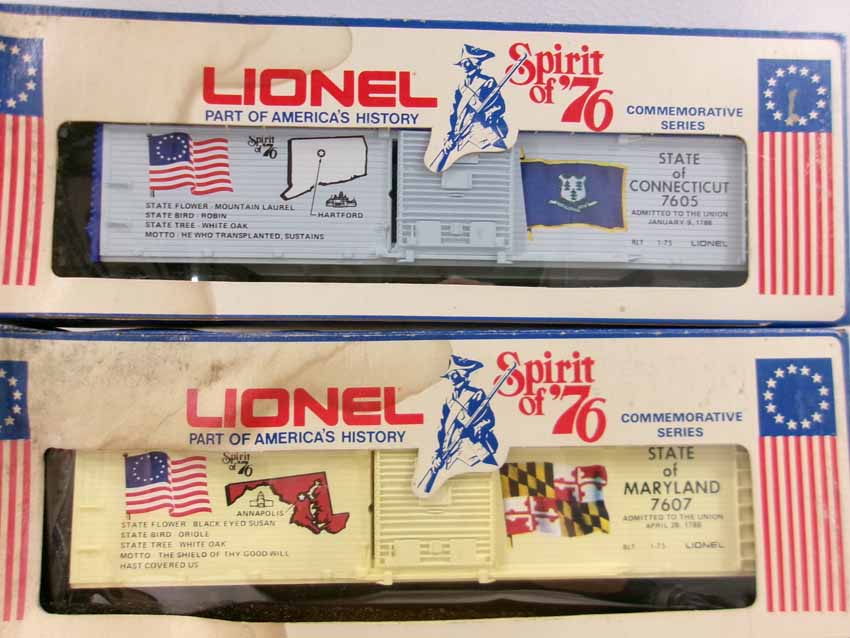 LIONEL
PART OF AMERICA'S HISTORY
Spirit
of '76
COMMEMORATIVE
SERIES
Spirit
of '76
STATE FLOWER · MOUNTAIN LAUREL
STATE BIRD · ROBIN
STATE TREE · WHITE OAK
MOTTO · HE WHO TRANSPLANTED, SUSTAINS
HARTFORD
STATE
of
CONNECTICUT
7605
ADMITTED TO THE UNION
JANUARY 9, 1788
BLT 1-75 LIONEL
LIONEL
PART OF AMERICA'S HISTORY
Spirit
of '76
COMMEMORATIVE
SERIES
Spirit
of '76
ANNAPOLIS
STATE FLOWER · BLACK EYED SUSAN
STATE BIRD · ORIOLE
STATE TREE · WHITE OAK
MOTTO · THE SHIELD OF THY GOOD WILL
HAST COVERED US
STATE
of
MARYLAND
7607
ADMITTED TO THE UNION
APRIL 28, 1788
BLT 1-75 LIONEL